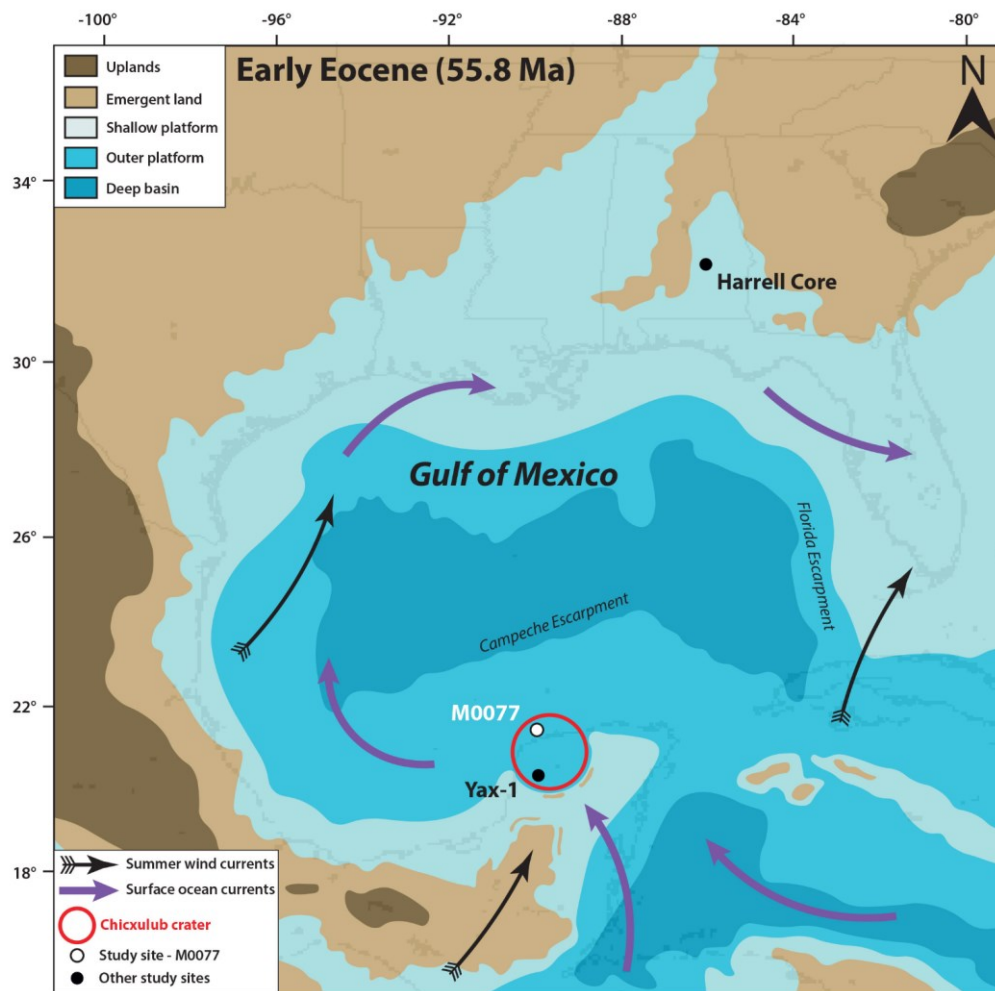 -100°
-96°
-92°
-88°
-84°
-80°
Uplands
Emergent land
Shallow platform
Outer platform
Deep basin
Early Eocene (55.8 Ma)
N
34°
Harrell Core
30°
Gulf of Mexico
26°
Florida Escarpment
Campeche Escarpment
22°
M0077
Yax-1
18°
Summer wind currents
Surface ocean currents
Chicxulub crater
Study site - M0077
Other study sites